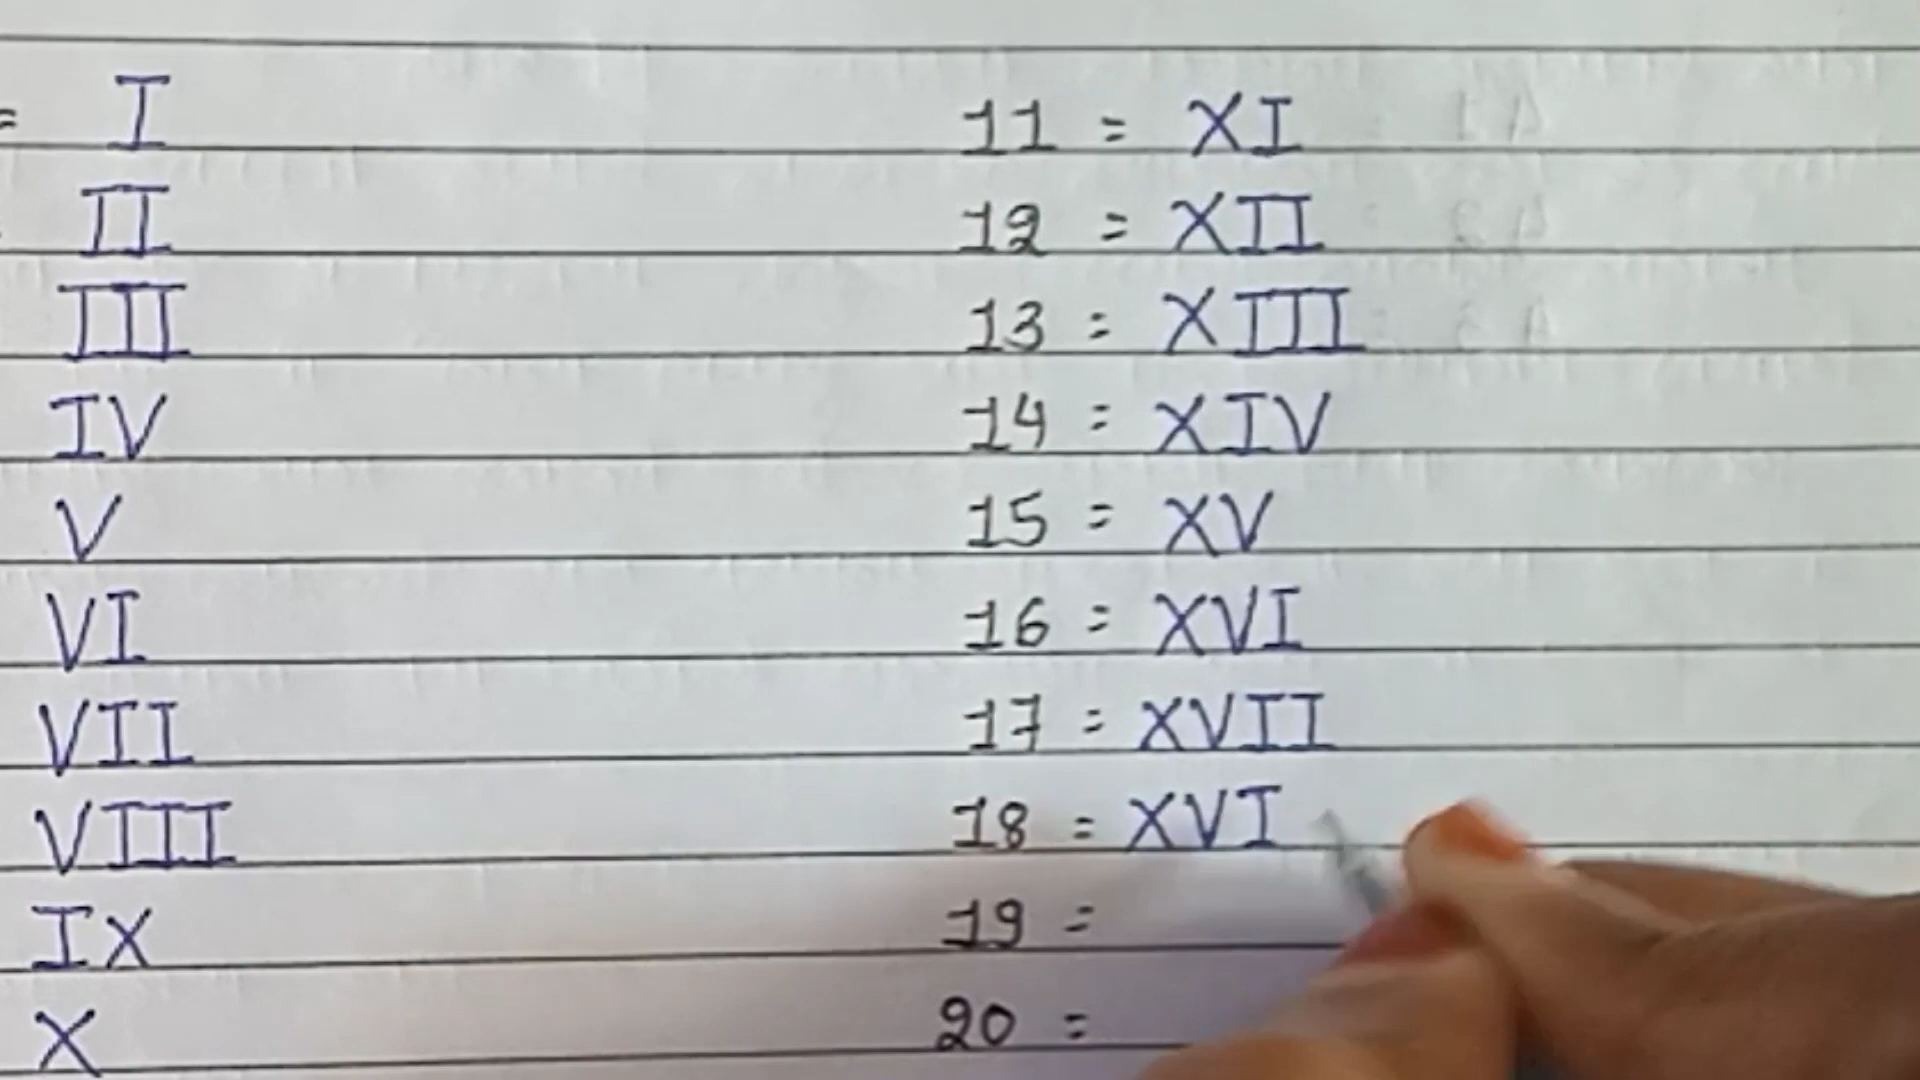 = I
II
III
IV
V
VI
VII
VIII
IX
X
11 = XI
12 = XII
13 = XIII
14 = XIV
15 = XV
16 = XVI
17 = XVII
18 = XVI
19 =
20 =